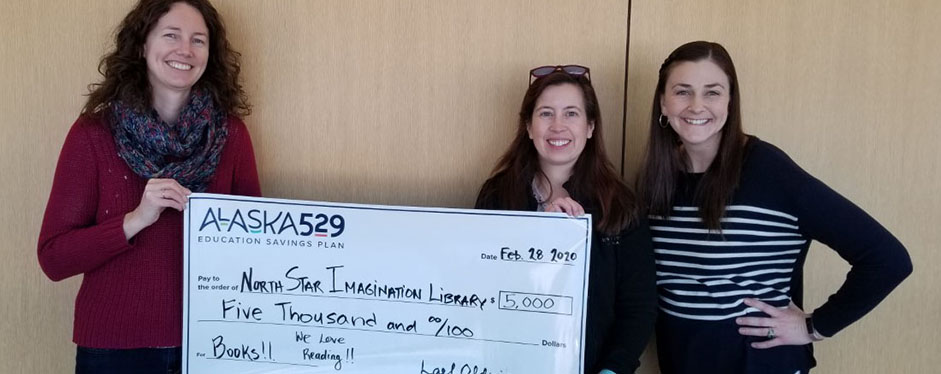 ALASKA529
EDUCATION SAVINGS PLAN
Date Feb. 28 2020
Pay to
the order of North Star Imagination Library $ 5,000
Five Thousand and 00/100 Dollars
For Books!! We Love
Reading!!